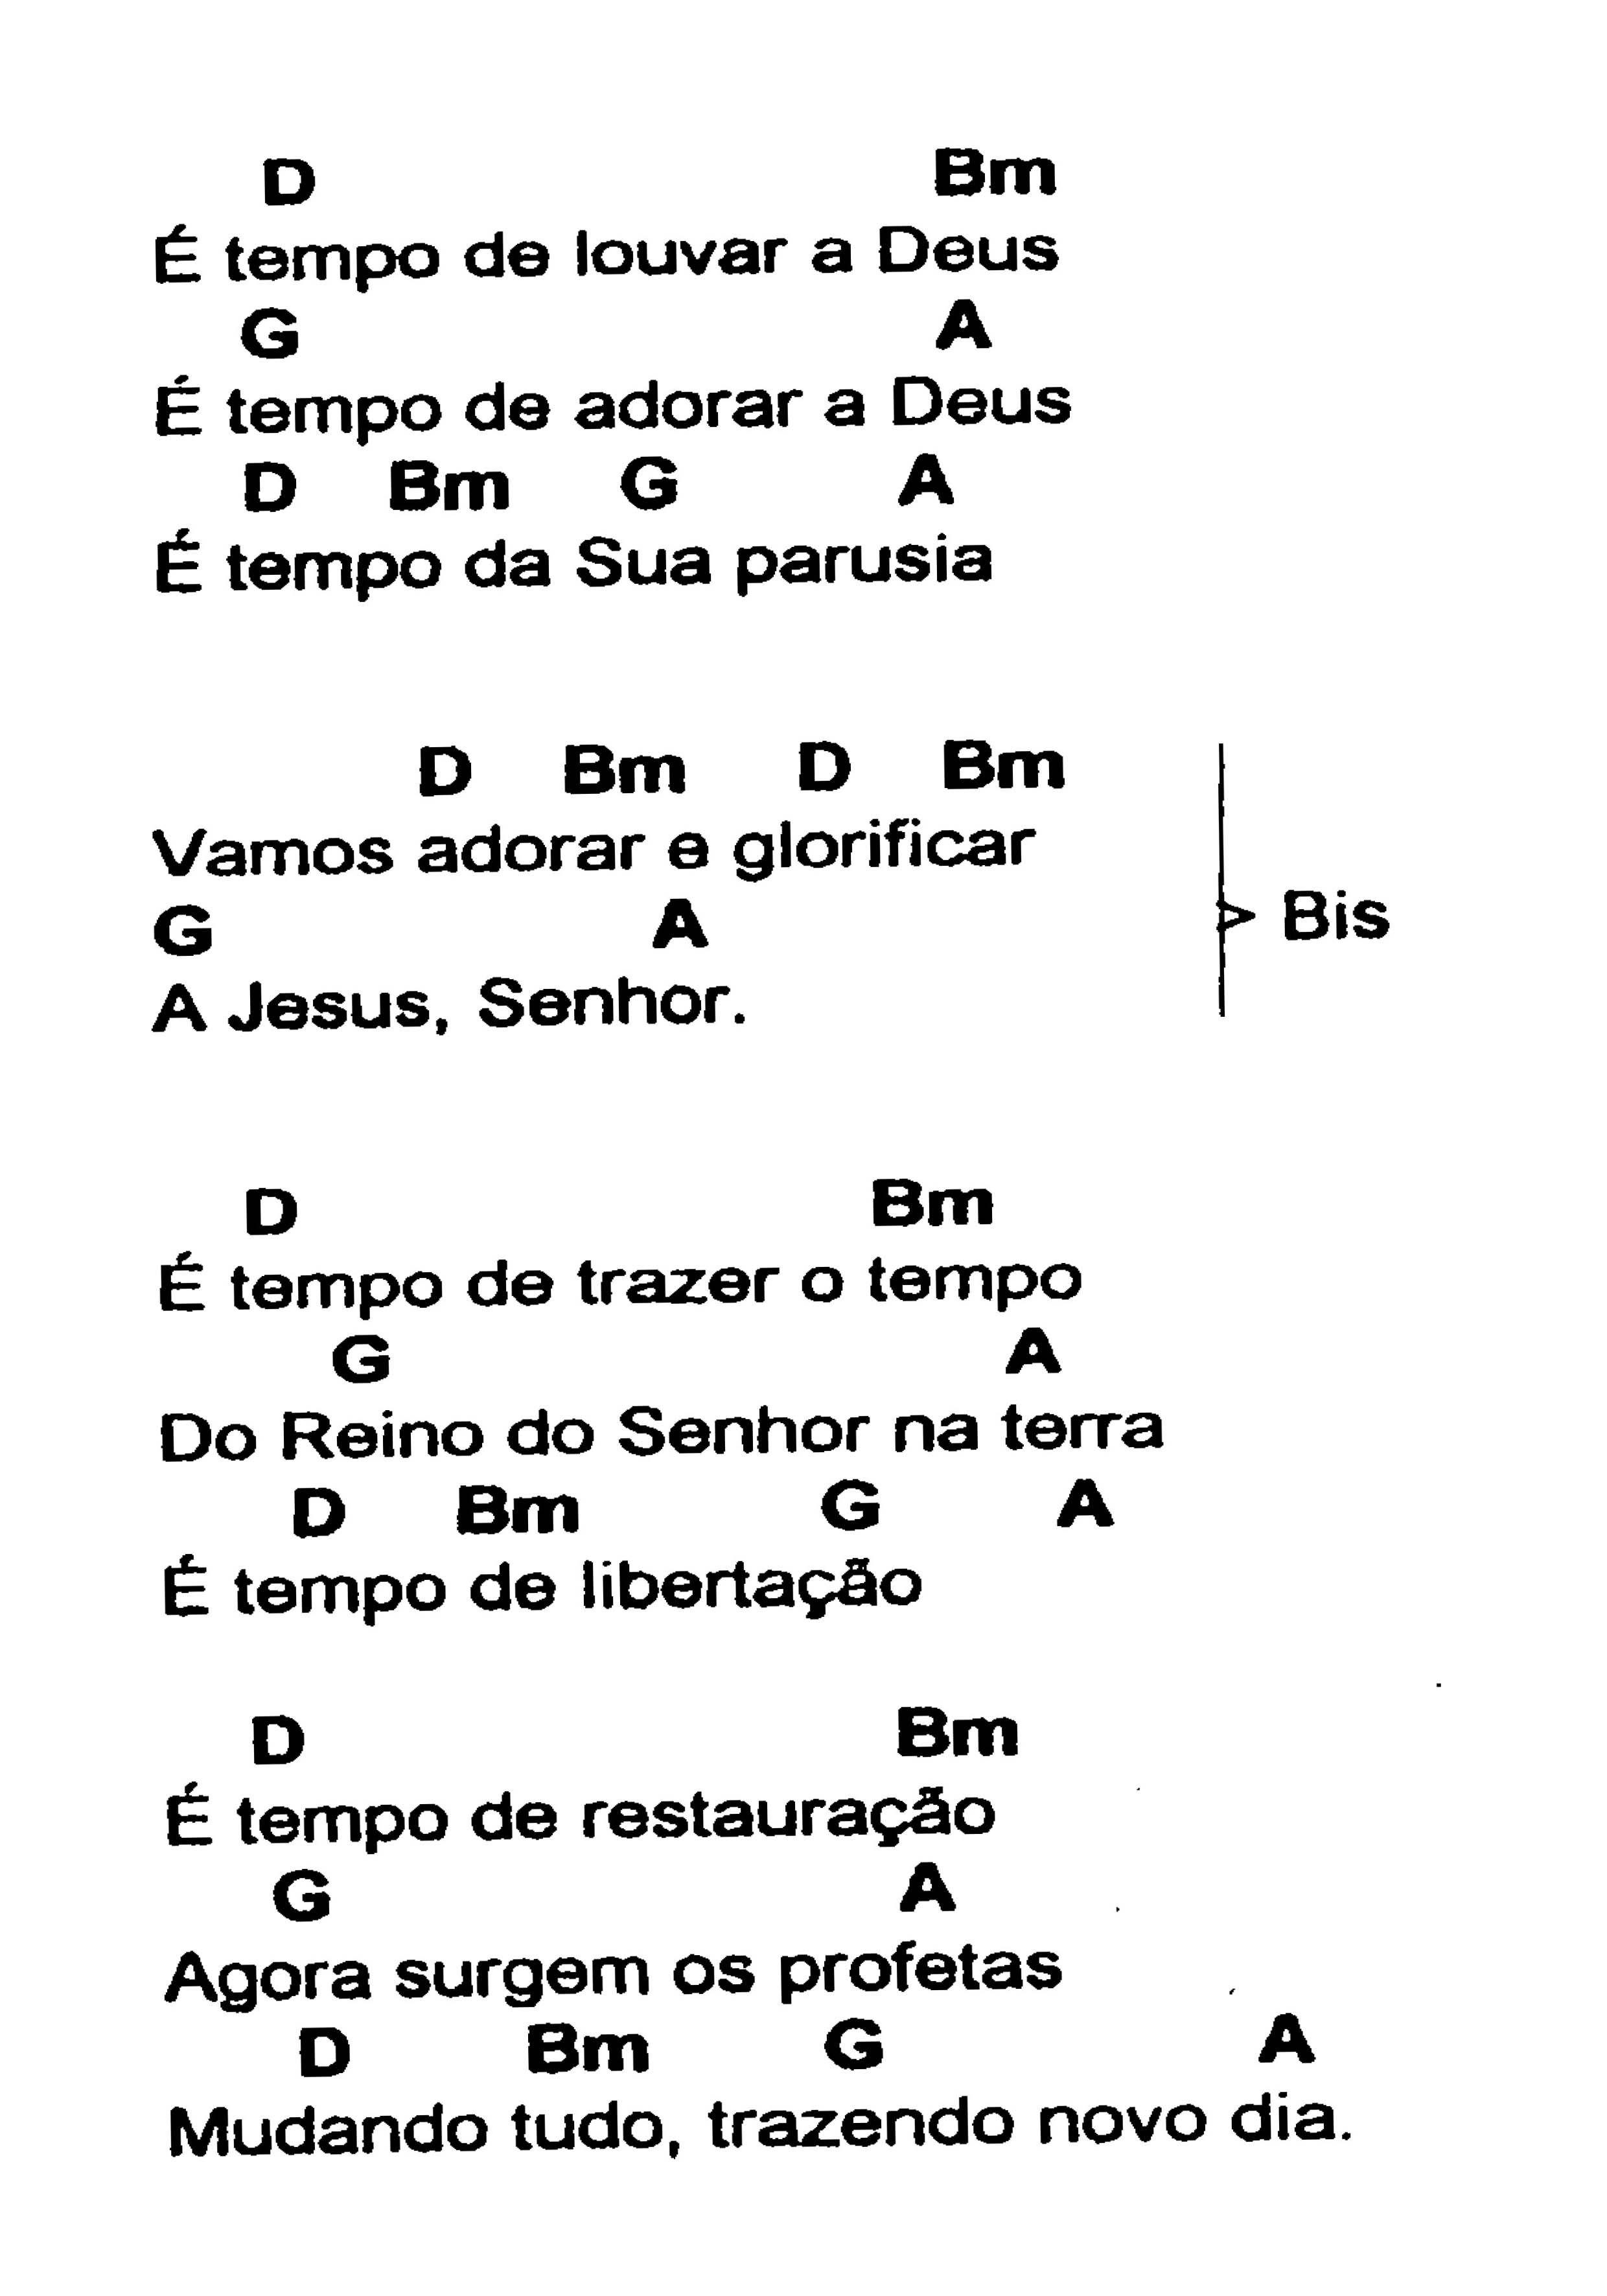 D Bm
É tempo de louvar a Deus
G A
É tempo de adorar a Deus
D Bm G A
É tempo da Sua parusia
D Bm D Bm
Vamos adorar e glorificar
G A
> Bis
A Jesus, Senhor.
D Bm
É tempo de trazer o tempo
G A
Do Reino do Senhor na terra
D Bm G A
É tempo de libertação
D Bm
É tempo de restauração
G A
Agora surgem os profetas
D Bm G A
Mudando tudo, trazendo novo dia.